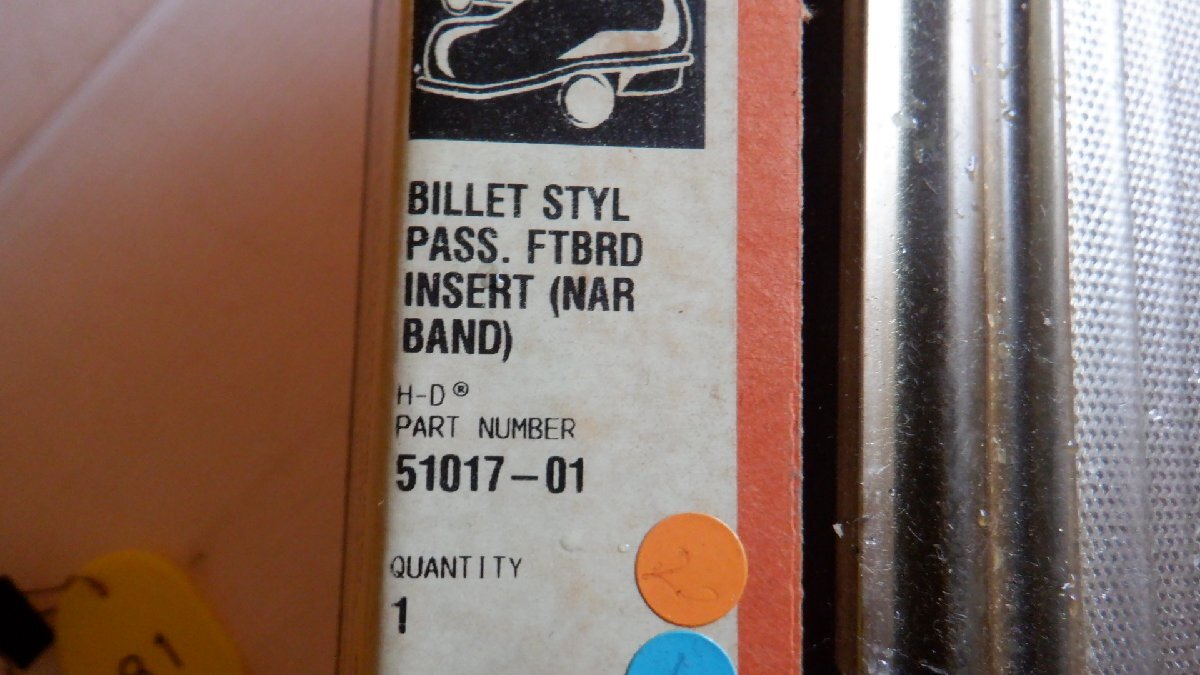 BILLET STYL
PASS. FTBRD
INSERT (NAR
BAND)
H-D®
PART NUMBER
51017-01
QUANTITY
1